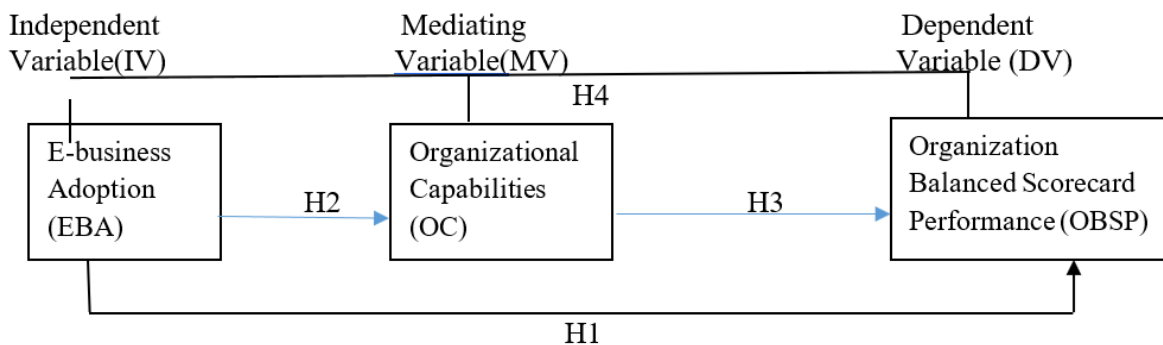 Independent
Variable(IV)
Mediating
Variable(MV)
Dependent
Variable (DV)
H4
E-business
Adoption
(EBA)
H2
Organizational
Capabilities
(OC)
H3
Organization
Balanced Scorecard
Performance (OBSP)
H1